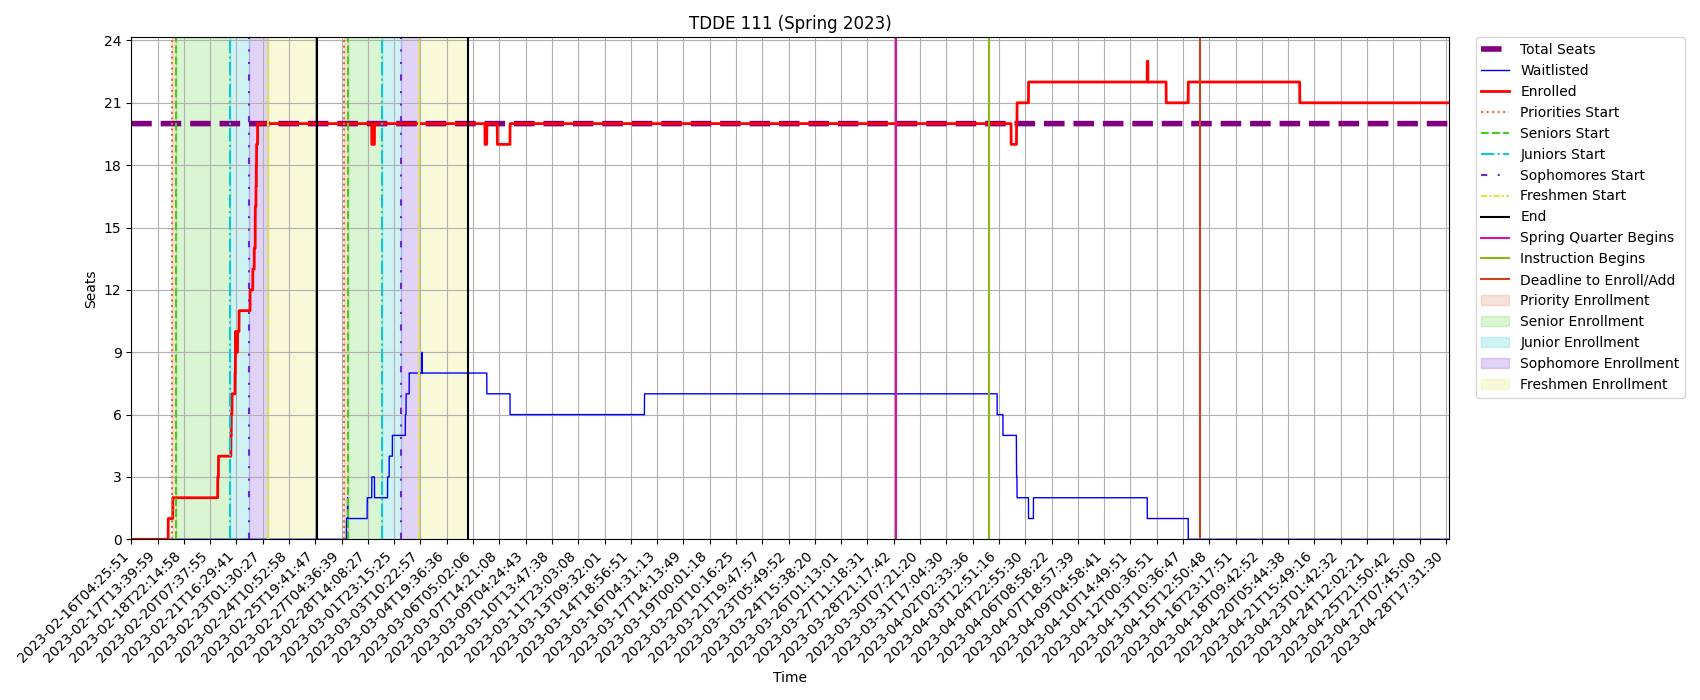 TDDE 111 (Spring 2023)
Seats
24
21
18
15
12
9
6
3
0
2023-02-16T04:25:51
2023-02-17T13:39:59
2023-02-18T22:14:58
2023-02-20T07:37:55
2023-02-21T16:29:41
2023-02-23T01:30:27
2023-02-24T10:52:58
2023-02-25T19:41:47
2023-02-27T04:36:39
2023-02-28T14:08:27
2023-03-01T23:15:25
2023-03-03T10:22:57
2023-03-04T19:36:36
2023-03-06T05:02:06
2023-03-07T14:21:08
2023-03-09T04:24:43
2023-03-10T13:47:38
2023-03-11T23:03:08
2023-03-13T09:32:01
2023-03-14T18:56:51
2023-03-16T04:31:13
2023-03-17T14:13:49
2023-03-19T00:01:18
2023-03-20T10:16:25
2023-03-21T19:47:57
2023-03-23T05:49:52
2023-03-24T15:38:20
2023-03-26T01:13:01
2023-03-27T11:18:31
2023-03-28T21:17:42
2023-03-30T07:21:20
2023-03-31T17:04:30
2023-04-02T02:33:36
2023-04-03T12:51:16
2023-04-04T22:55:30
2023-04-06T08:58:22
2023-04-07T18:57:39
2023-04-09T04:58:41
2023-04-10T14:49:51
2023-04-12T00:36:51
2023-04-13T10:36:47
2023-04-15T12:50:48
2023-04-16T23:17:51
2023-04-18T09:42:52
2023-04-20T05:44:38
2023-04-21T15:49:16
2023-04-23T01:42:32
2023-04-24T12:02:21
2023-04-25T21:50:42
2023-04-27T07:45:00
2023-04-28T17:31:30
Time
Total Seats
Waitlisted
Enrolled
Priorities Start
Seniors Start
Juniors Start
Sophomores Start
Freshmen Start
End
Spring Quarter Begins
Instruction Begins
Deadline to Enroll/Add
Priority Enrollment
Senior Enrollment
Junior Enrollment
Sophomore Enrollment
Freshmen Enrollment